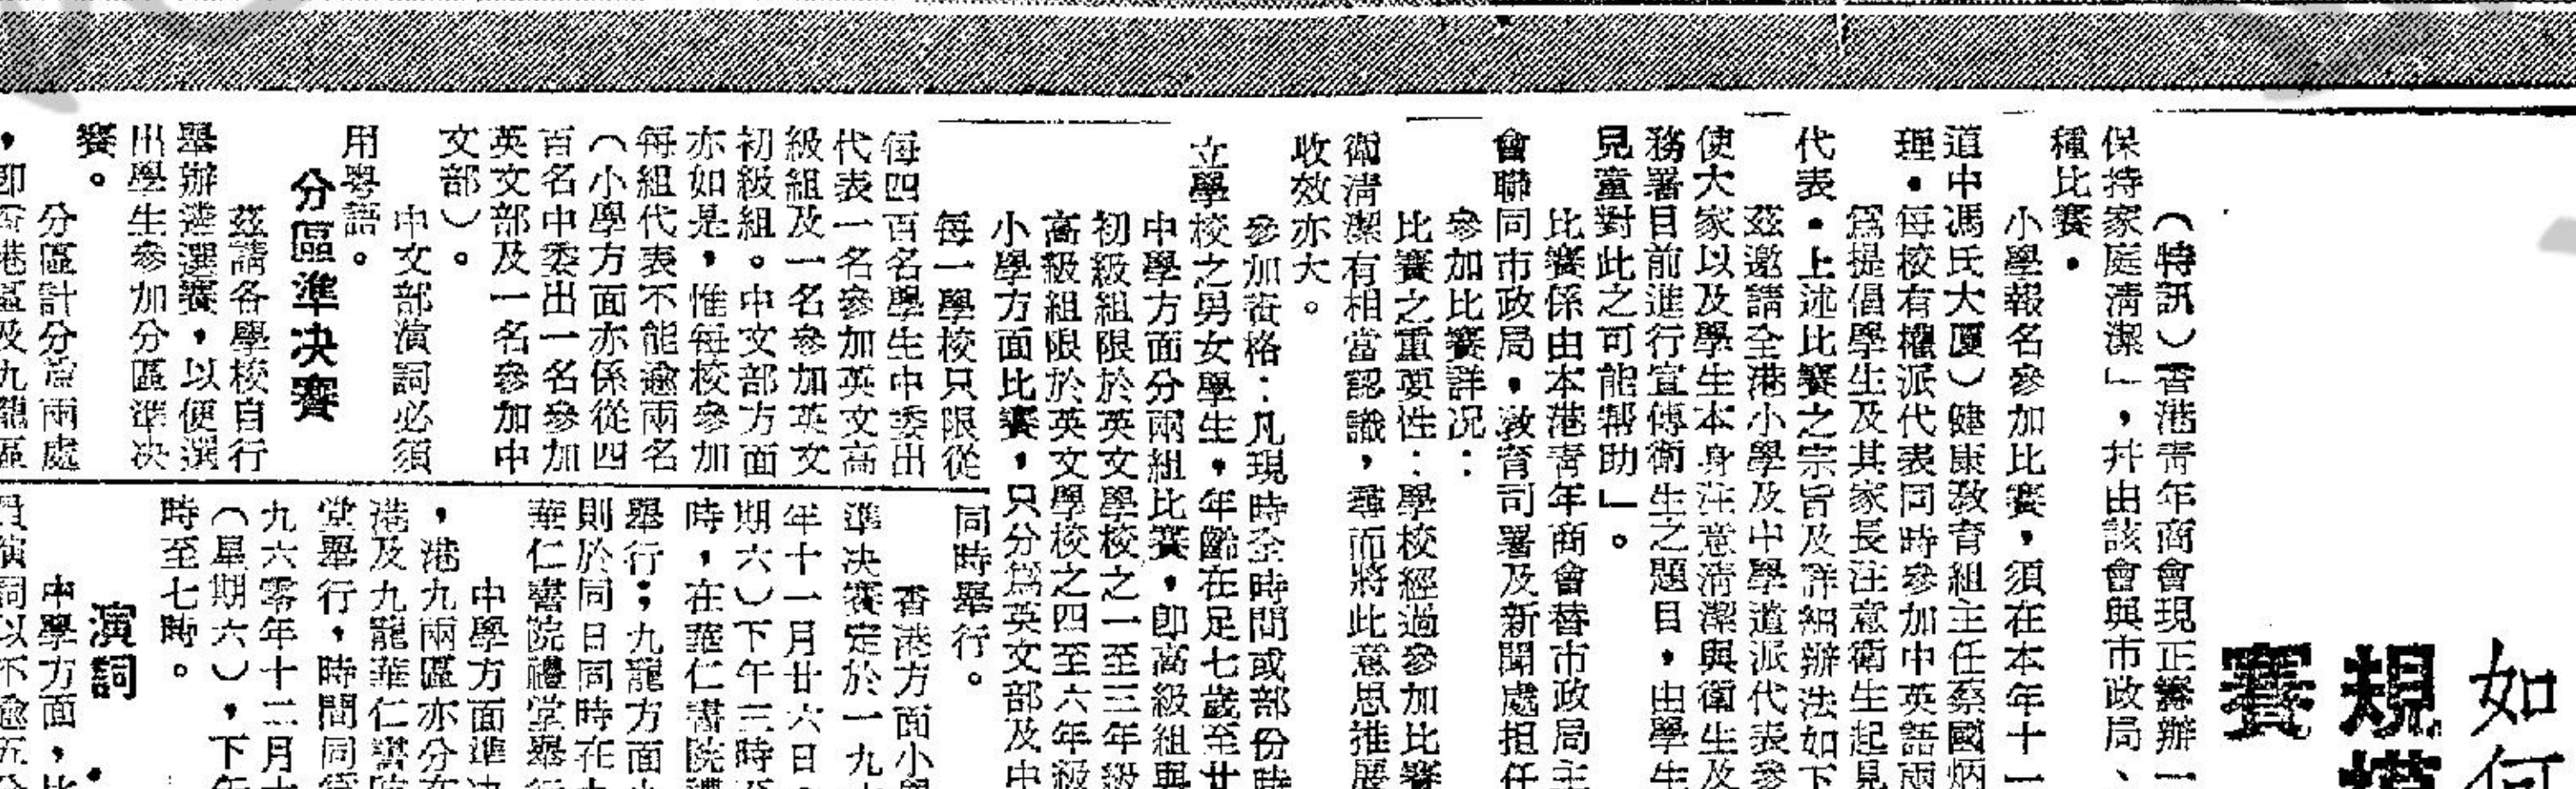 如何
規模
賽
（特訊）香港青年商會現正籌辦一
保持家庭清潔」，幷由該會與市政局、
種比賽．
小學報名參加比賽，須在本年十一
道中馮氏大厦）健康敎育組主任蔡國炳
理．每校有權派代表同時參加中英語兩
爲提倡學生及其家長注意衛生起見
代表．上述比賽之宗旨及詳細辦法如下
茲邀請全港小學及中學遣派代表參
使大家以及學生本身注意清潔與衛生及
務署目前進行宣傳衛生之題目，由學生
見童對此之可能帮助」。
比賽係由本港青年商會替市政局主
會聯同市政局，敎育司署及新聞處担任
參加比賽詳况：
比賽之重要性：學校經過參加比賽
衛清潔有相當認識，尋而將此意思推展
收效亦大。
參加資格：凡現時全時間或部份時
立學校之男女學生，年齡在足七歲至廿
中學方面分兩組比賽，卽高級組與
初級組限於英文學校之一至三年級
高級組限於英文學校之四至六年級
小學方面比賽，只分爲英文部及中
每一學校只限從
每四百名學生中委出
代表一名參加英文高
級組及一名參加英文
初級組。中文部方面
亦如是，惟每校參加
每組代表不能逾兩名
（小學方面亦係從四
百名中委出一名參加
英文部及一名參加中
文部）。
中文部演詞必須
用粤語。
分區準决賽
茲請各學校自行
舉辦遴選賽，以便選
出學生參加分區準决
賽。
分區計分爲兩處
，卽香港區及九龍區
同時舉行。
香港方面小學
準决賽定於一九
年十一月廿六日
期六）下午三時至
時，在華仁書院禮
舉行；九龍方面
則於同日同時在九
華仁書院禮堂舉行
中學方面準决
，港九兩區亦分在
港及九龍華仁書院
堂舉行，時間同
九六零年十二月
（星期六），下午
時至七時。
演詞
中學方面，比
員演詞以不逾五分